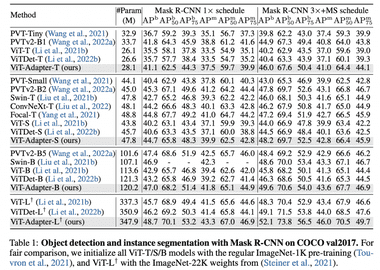 Method #Param (M) Mask R-CNN 1× schedule Mask R-CNN 3×+MS schedule
APᵇ APᵇ₅₀ APᵇ₇₅ APᵐ APᵐ₅₀ APᵐ₇₅ APᵇ APᵇ₅₀ APᵇ₇₅ APᵐ APᵐ₅₀ APᵐ₇₅
PVT-Tiny (Wang et al., 2021) 32.9 36.7 59.2 39.3 35.1 56.7 37.3 39.8 62.2 43.0 37.4 59.3 39.9
PVTv2-B1 (Wang et al., 2022a) 33.7 41.8 64.3 45.9 38.8 61.2 41.6 44.9 67.3 49.4 40.8 64.0 43.8
ViT-T (Li et al., 2021b) 26.1 35.5 58.1 37.8 33.5 54.9 35.1 40.2 62.9 43.5 37.0 59.6 39.0
ViTDet-T (Li et al., 2022b) 26.6 35.7 57.7 38.4 33.5 54.7 35.2 40.4 63.3 43.9 37.1 60.1 39.3
ViT-Adapter-T (ours) 28.1 41.1 62.5 44.3 37.5 59.7 39.9 46.0 67.6 50.4 41.0 64.4 44.1
PVT-Small (Wang et al., 2021) 44.1 40.4 62.9 43.8 37.8 60.1 40.3 43.0 65.3 46.9 39.9 62.5 42.8
PVTv2-B2 (Wang et al., 2022a) 45.0 45.3 67.1 49.6 41.2 64.2 44.4 47.8 69.7 52.6 43.1 66.8 46.7
Swin-T (Liu et al., 2021b) 47.8 42.7 65.2 46.8 39.3 62.2 42.2 46.0 68.1 50.3 41.6 65.1 44.9
ConvNeXt-T (Liu et al., 2022) 48.1 44.2 66.6 48.3 40.1 63.3 42.8 46.2 67.9 50.8 41.7 65.0 44.9
Focal-T (Yang et al., 2021) 48.8 44.8 67.7 49.2 41.0 64.7 44.2 47.2 69.4 51.9 42.7 66.5 45.9
ViT-S (Li et al., 2021b) 43.8 40.2 63.1 43.4 37.1 59.9 39.3 44.0 66.9 47.8 39.9 63.4 42.2
ViTDet-S (Li et al., 2022b) 45.7 40.6 63.3 43.5 37.1 60.0 38.8 44.5 66.9 48.4 40.1 63.6 42.5
ViT-Adapter-S (ours) 47.8 44.7 65.8 48.3 39.9 62.5 42.8 48.2 69.7 52.5 42.8 66.4 45.9
PVTv2-B5 (Wang et al., 2022a) 101.6 47.4 68.6 51.9 42.5 65.7 46.0 48.4 69.2 52.9 42.9 66.6 46.2
Swin-B (Liu et al., 2021b) 107.1 46.9 - - 42.3 - - 48.6 70.0 53.4 43.3 67.1 46.7
ViT-B (Li et al., 2021b) 113.6 42.9 65.7 46.8 39.4 62.6 42.0 45.8 68.2 50.1 41.3 65.1 44.4
ViTDet-B (Li et al., 2022b) 121.3 43.2 65.8 46.9 39.2 62.7 41.4 46.3 68.6 50.5 41.6 65.3 44.5
ViT-Adapter-B (ours) 120.2 47.0 68.2 51.4 41.8 65.1 44.9 49.6 70.6 54.0 43.6 67.7 46.9
ViT-L† (Li et al., 2021b) 337.3 45.7 68.9 49.4 41.5 65.6 44.6 48.3 70.4 52.9 43.4 67.9 46.6
ViTDet-L† (Li et al., 2022b) 350.9 46.2 69.2 50.3 41.4 65.8 44.1 49.1 71.5 53.8 44.0 68.5 47.6
ViT-Adapter-L† (ours) 347.9 48.7 70.1 53.2 43.3 67.0 46.9 52.1 73.8 56.5 46.0 70.5 49.7
Table 1: Object detection and instance segmentation with Mask R-CNN on COCO val2017. For
fair comparison, we initialize all ViT-T/S/B models with the regular ImageNet-1K pre-training (Tou-
vron et al., 2021), and ViT-L† with the ImageNet-22K weights from (Steiner et al., 2021).